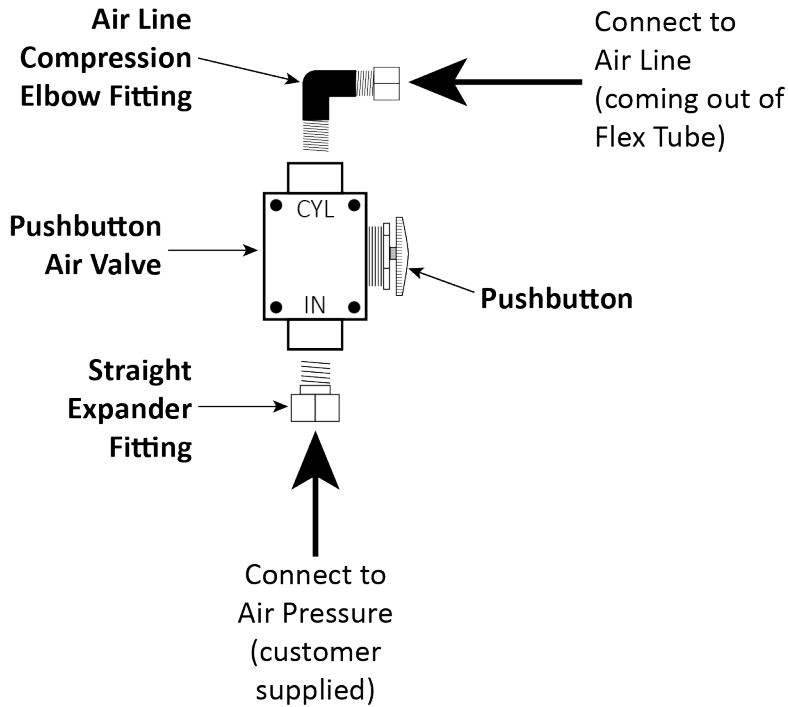 Air Line
Compression
Elbow Fitting
Connect to
Air Line
(coming out of
Flex Tube)
CYL
Pushbutton
Air Valve
IN
Pushbutton
Straight
Expander
Fitting
Connect to
Air Pressure
(customer
supplied)